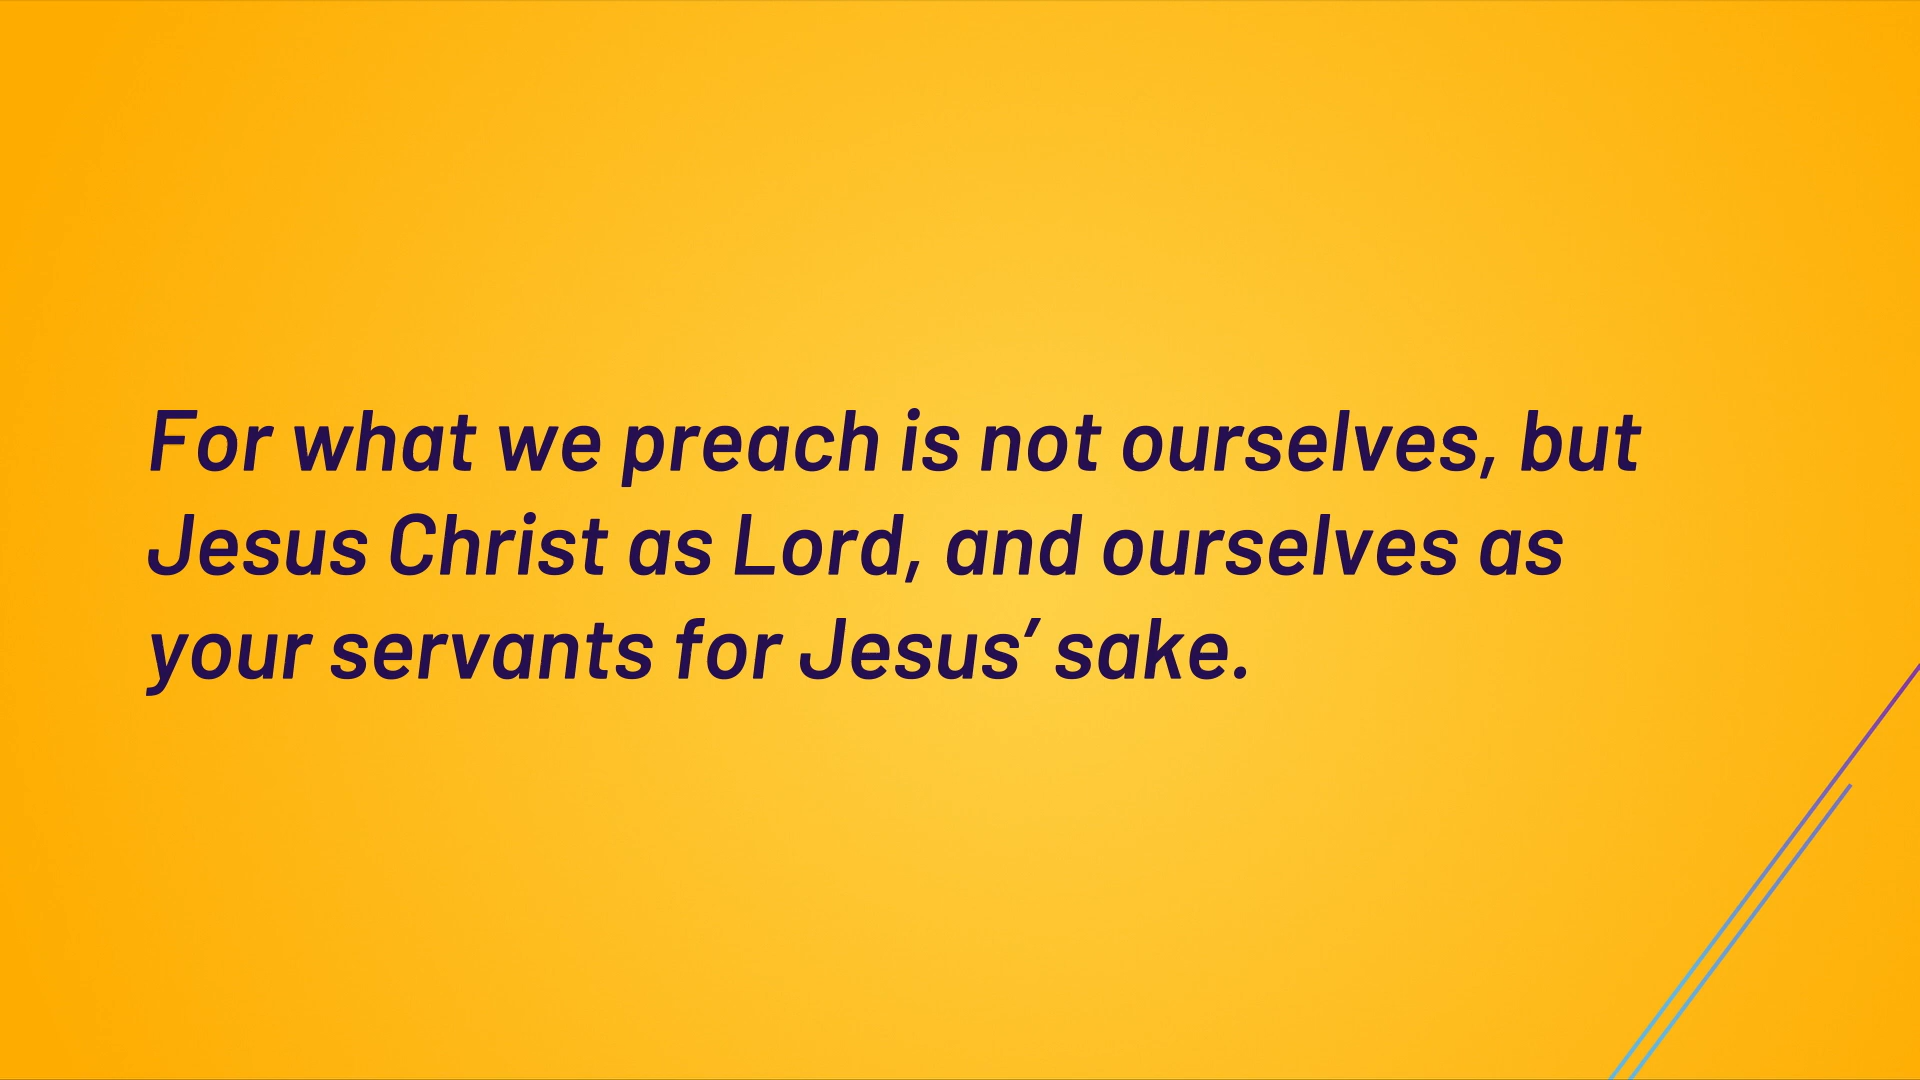 For what we preach is not ourselves, but
Jesus Christ as Lord, and ourselves as
your servants for Jesus’ sake.